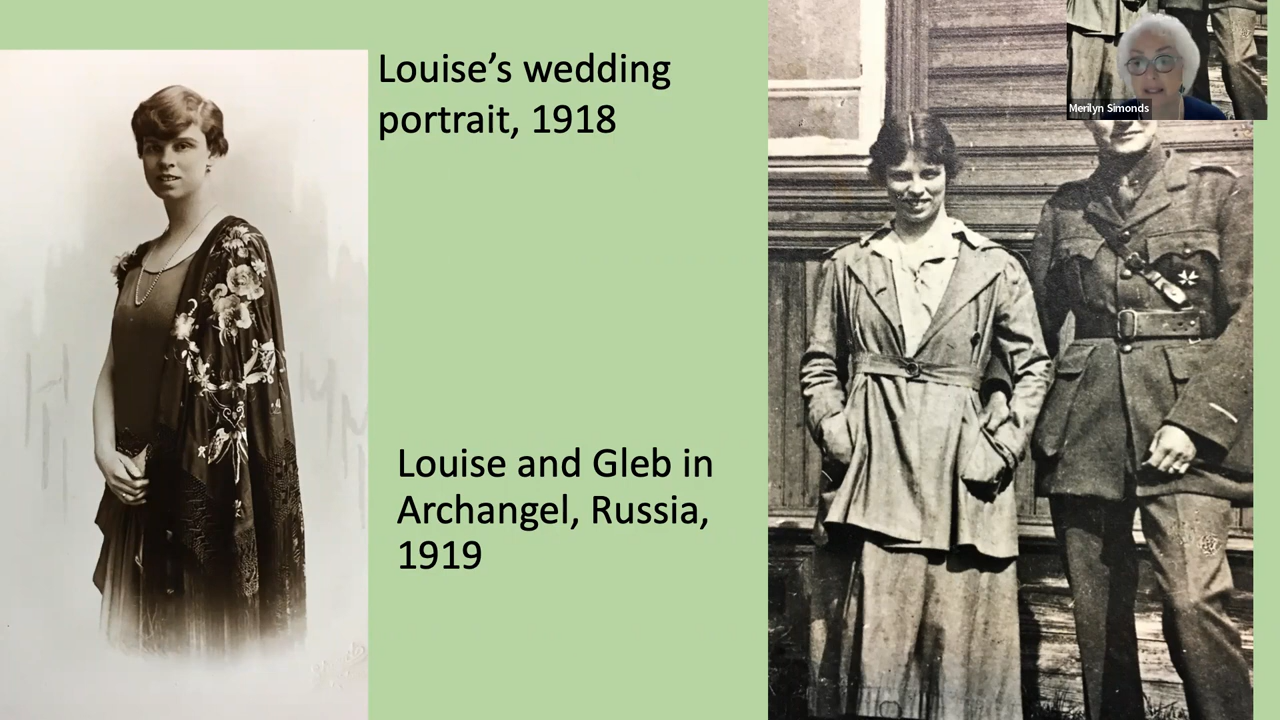 Louise’s wedding
portrait, 1918
Merilyn Simonds
Louise and Gleb in
Archangel, Russia,
1919